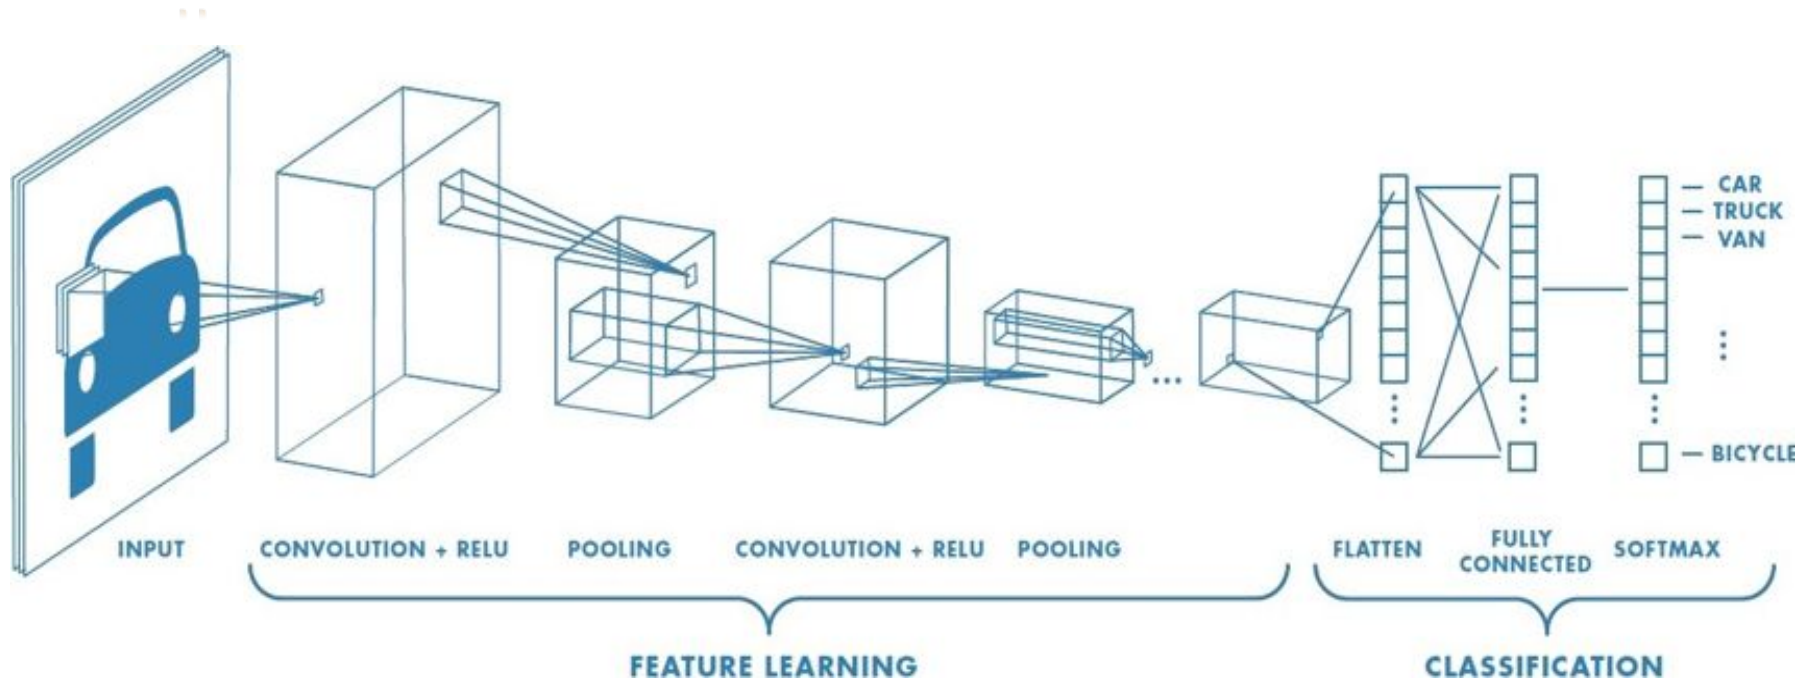 CAR
TRUCK
VAN
BICYCLE
INPUT
CONVOLUTION + RELU
POOLING
CONVOLUTION + RELU
POOLING
FLATTEN
FULLY
CONNECTED
SOFTMAX
FEATURE LEARNING
CLASSIFICATION